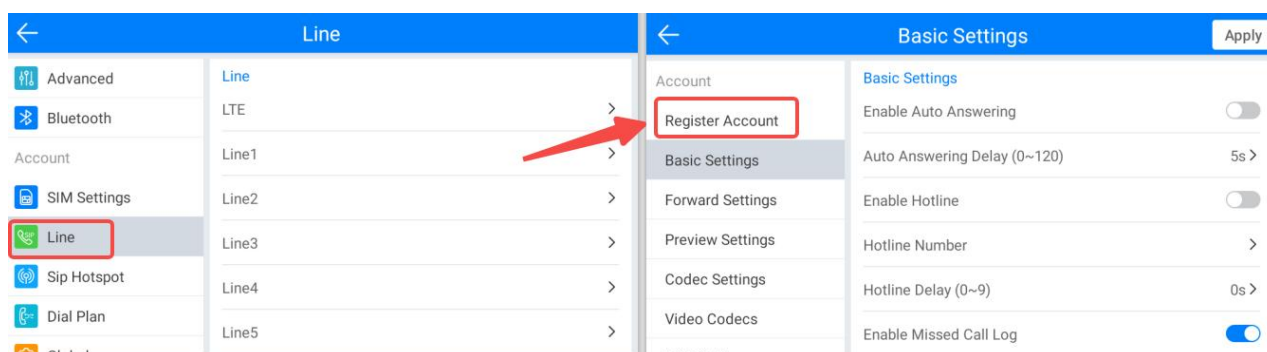 Line
Advanced
Bluetooth
Account
SIM Settings
Line
Sip Hotspot
Dial Plan
Line
LTE
Line1
Line2
Line3
Line4
Line5
Basic Settings
Apply
Account
Register Account
Basic Settings
Forward Settings
Preview Settings
Codec Settings
Video Codecs
Basic Settings
Enable Auto Answering
Auto Answering Delay (0~120) 5s
Enable Hotline
Hotline Number
Hotline Delay (0~9) 0s
Enable Missed Call Log